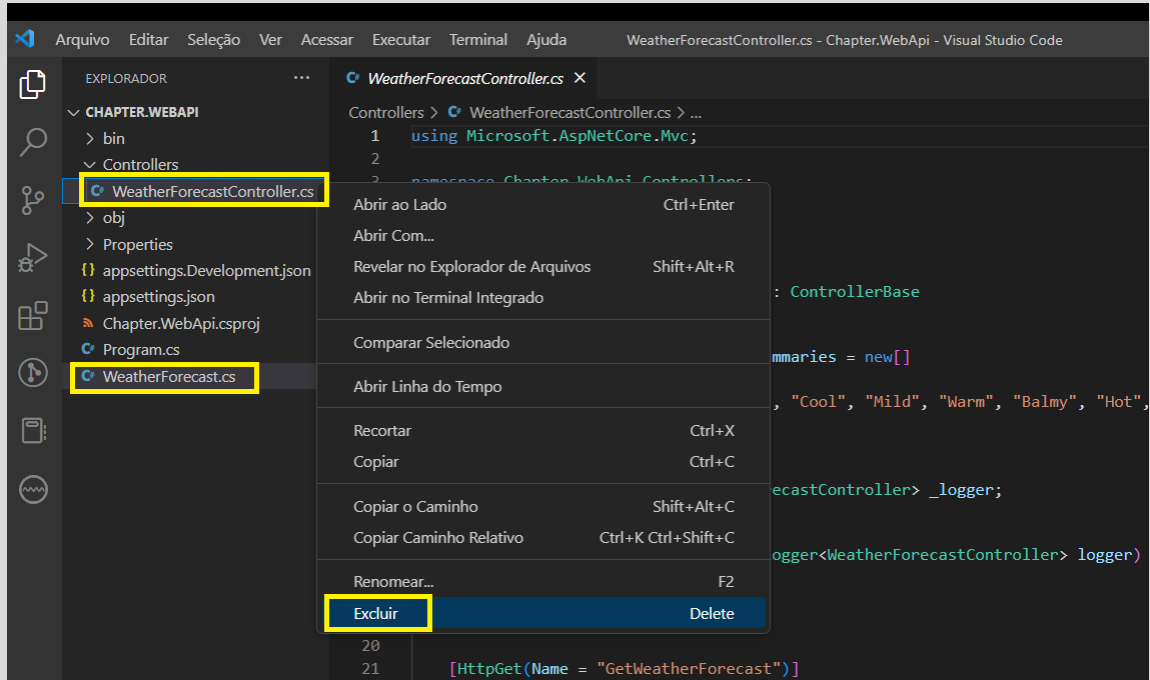 Arquivo Editar Seleção Ver Acessar Executar Terminal Ajuda WeatherForecastController.cs - Chapter.WebApi - Visual Studio Code
EXPLORADOR ···
CHAPTER.WEBAPI
bin
Controllers
WeatherForecastController.cs
obj
Properties
{} appsettings.Development.json
{} appsettings.json
Chapter.WebApi.csproj
C# Program.cs
C# WeatherForecast.cs
C# WeatherForecastController.cs ×
Controllers > C# WeatherForecastController.cs > ...
1 using Microsoft.AspNetCore.Mvc;
2
3 namespace Chapter.WebApi.Controllers;
Abrir ao Lado Ctrl+Enter
Abrir Com...
Revelar no Explorador de Arquivos Shift+Alt+R
Abrir no Terminal Integrado
Comparar Selecionado
Abrir Linha do Tempo
Recortar Ctrl+X
Copiar Ctrl+C
Copiar o Caminho Shift+Alt+C
Copiar Caminho Relativo Ctrl+K Ctrl+Shift+C
Renomear... F2
Excluir Delete
: ControllerBase
mmaries = new[]
, "Cool", "Mild", "Warm", "Balmy", "Hot",
ecastController> _logger;
ogger<WeatherForecastController> logger)
20
21 [HttpGet(Name = "GetWeatherForecast")]